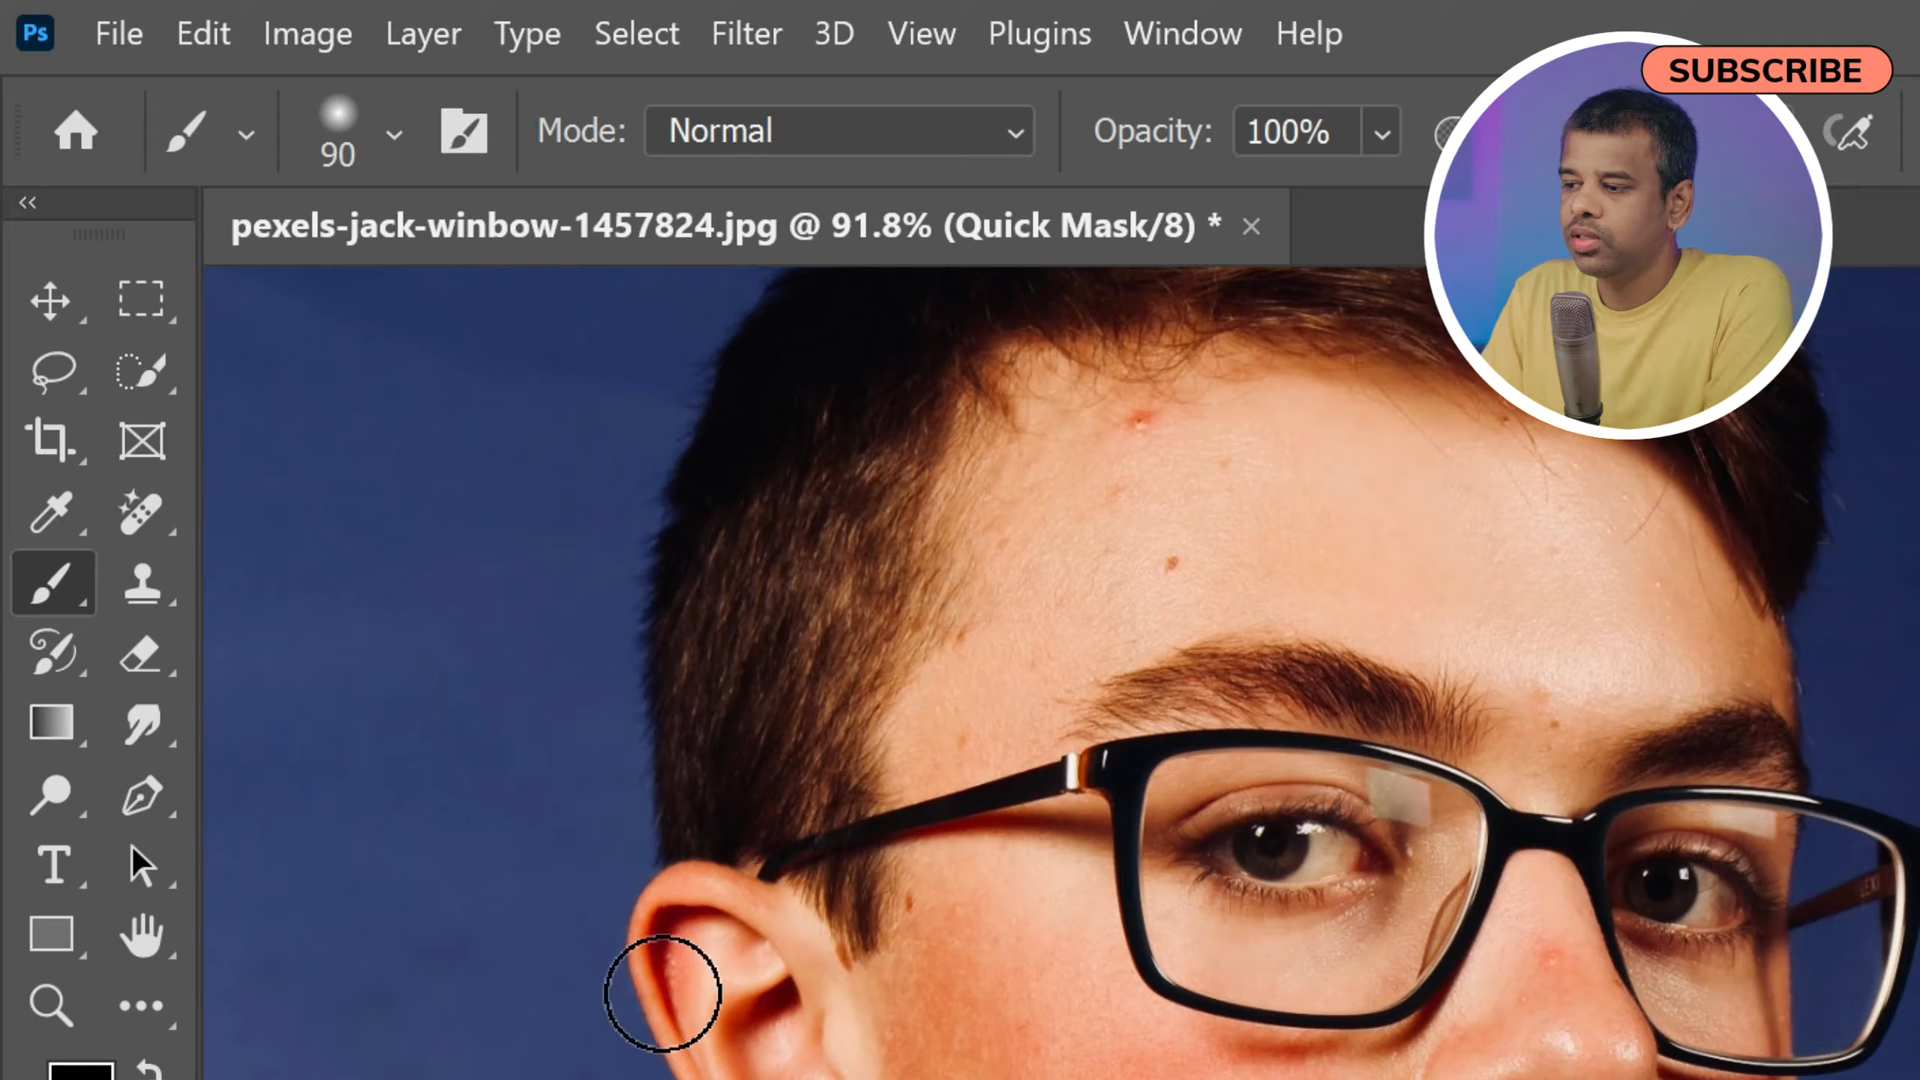 Ps File Edit Image Layer Type Select Filter 3D View Plugins Window Help
SUBSCRIBE
90 Mode: Normal Opacity: 100%
pexels-jack-winbow-1457824.jpg @ 91.8% (Quick Mask/8) * ×
T